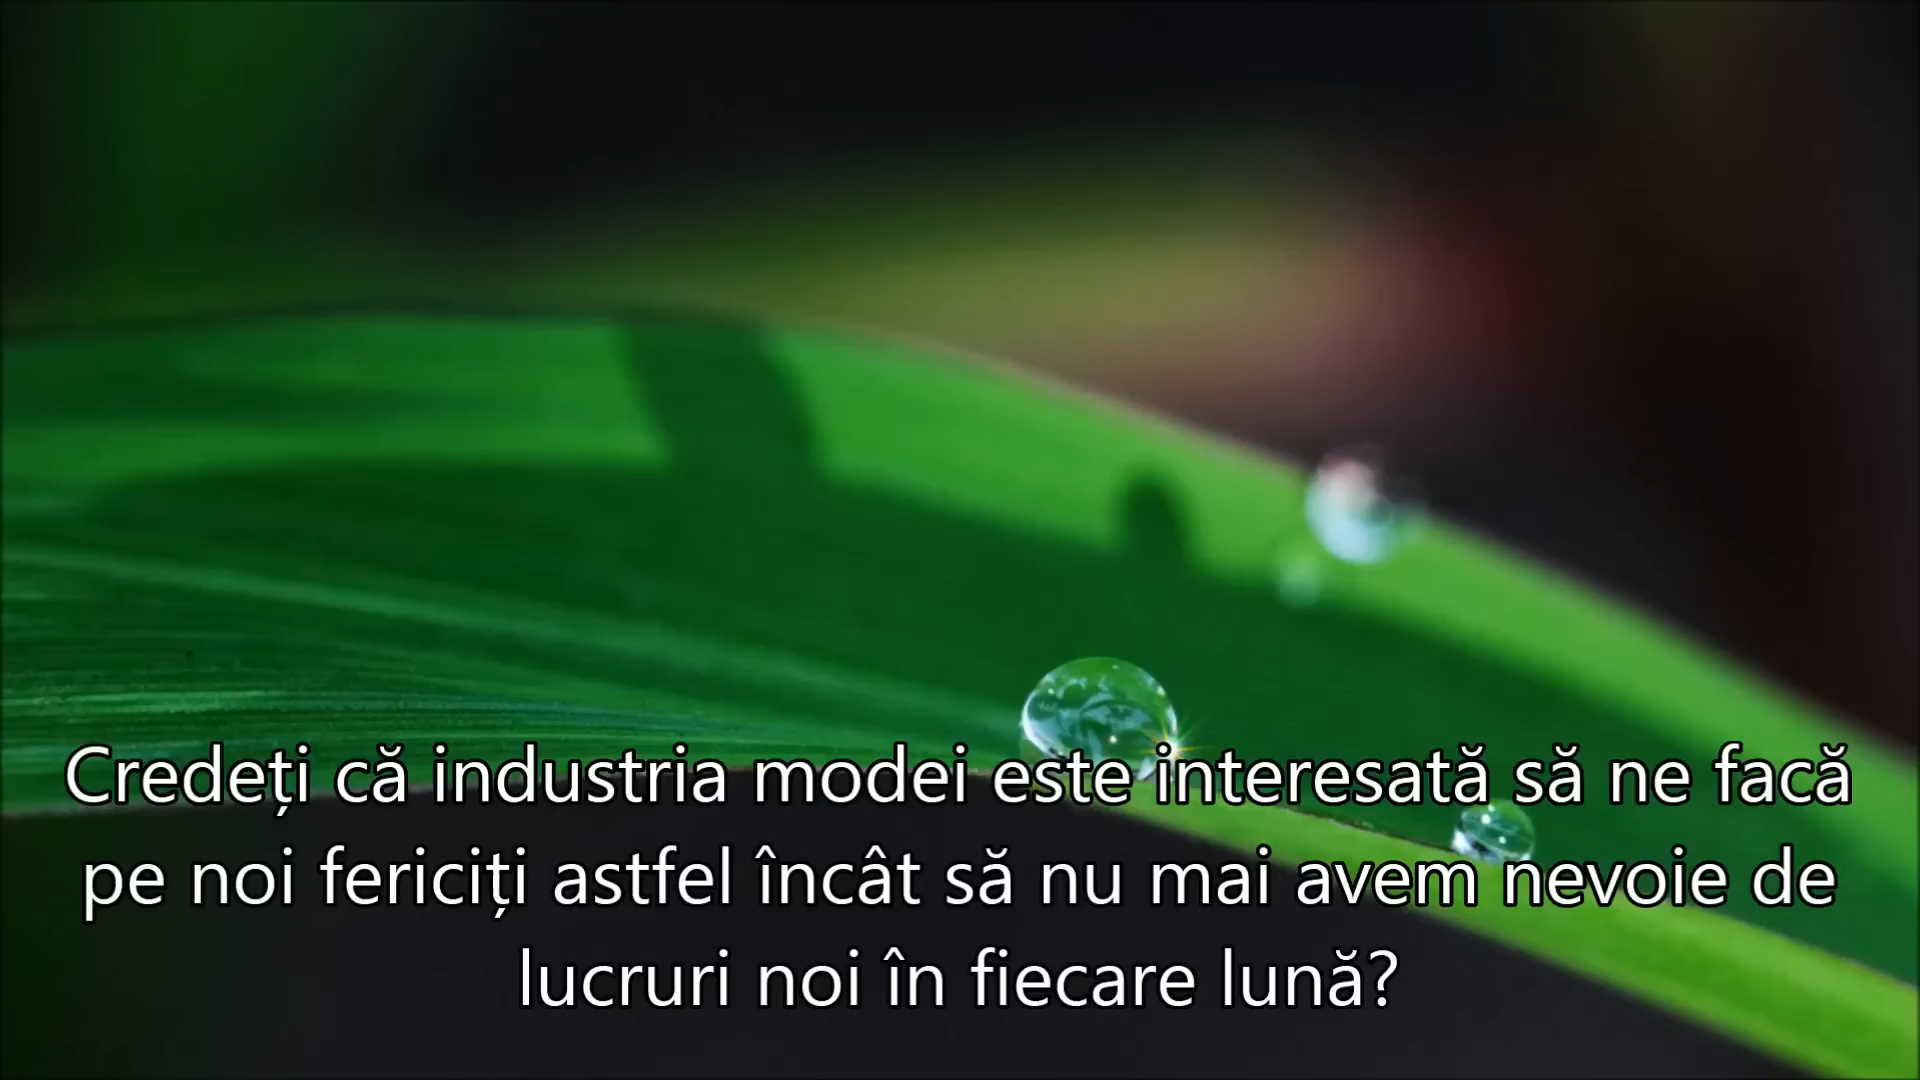 Credeți că industria modei este interesată să ne facă
pe noi fericiți astfel încât să nu mai avem nevoie de
lucruri noi în fiecare lună?